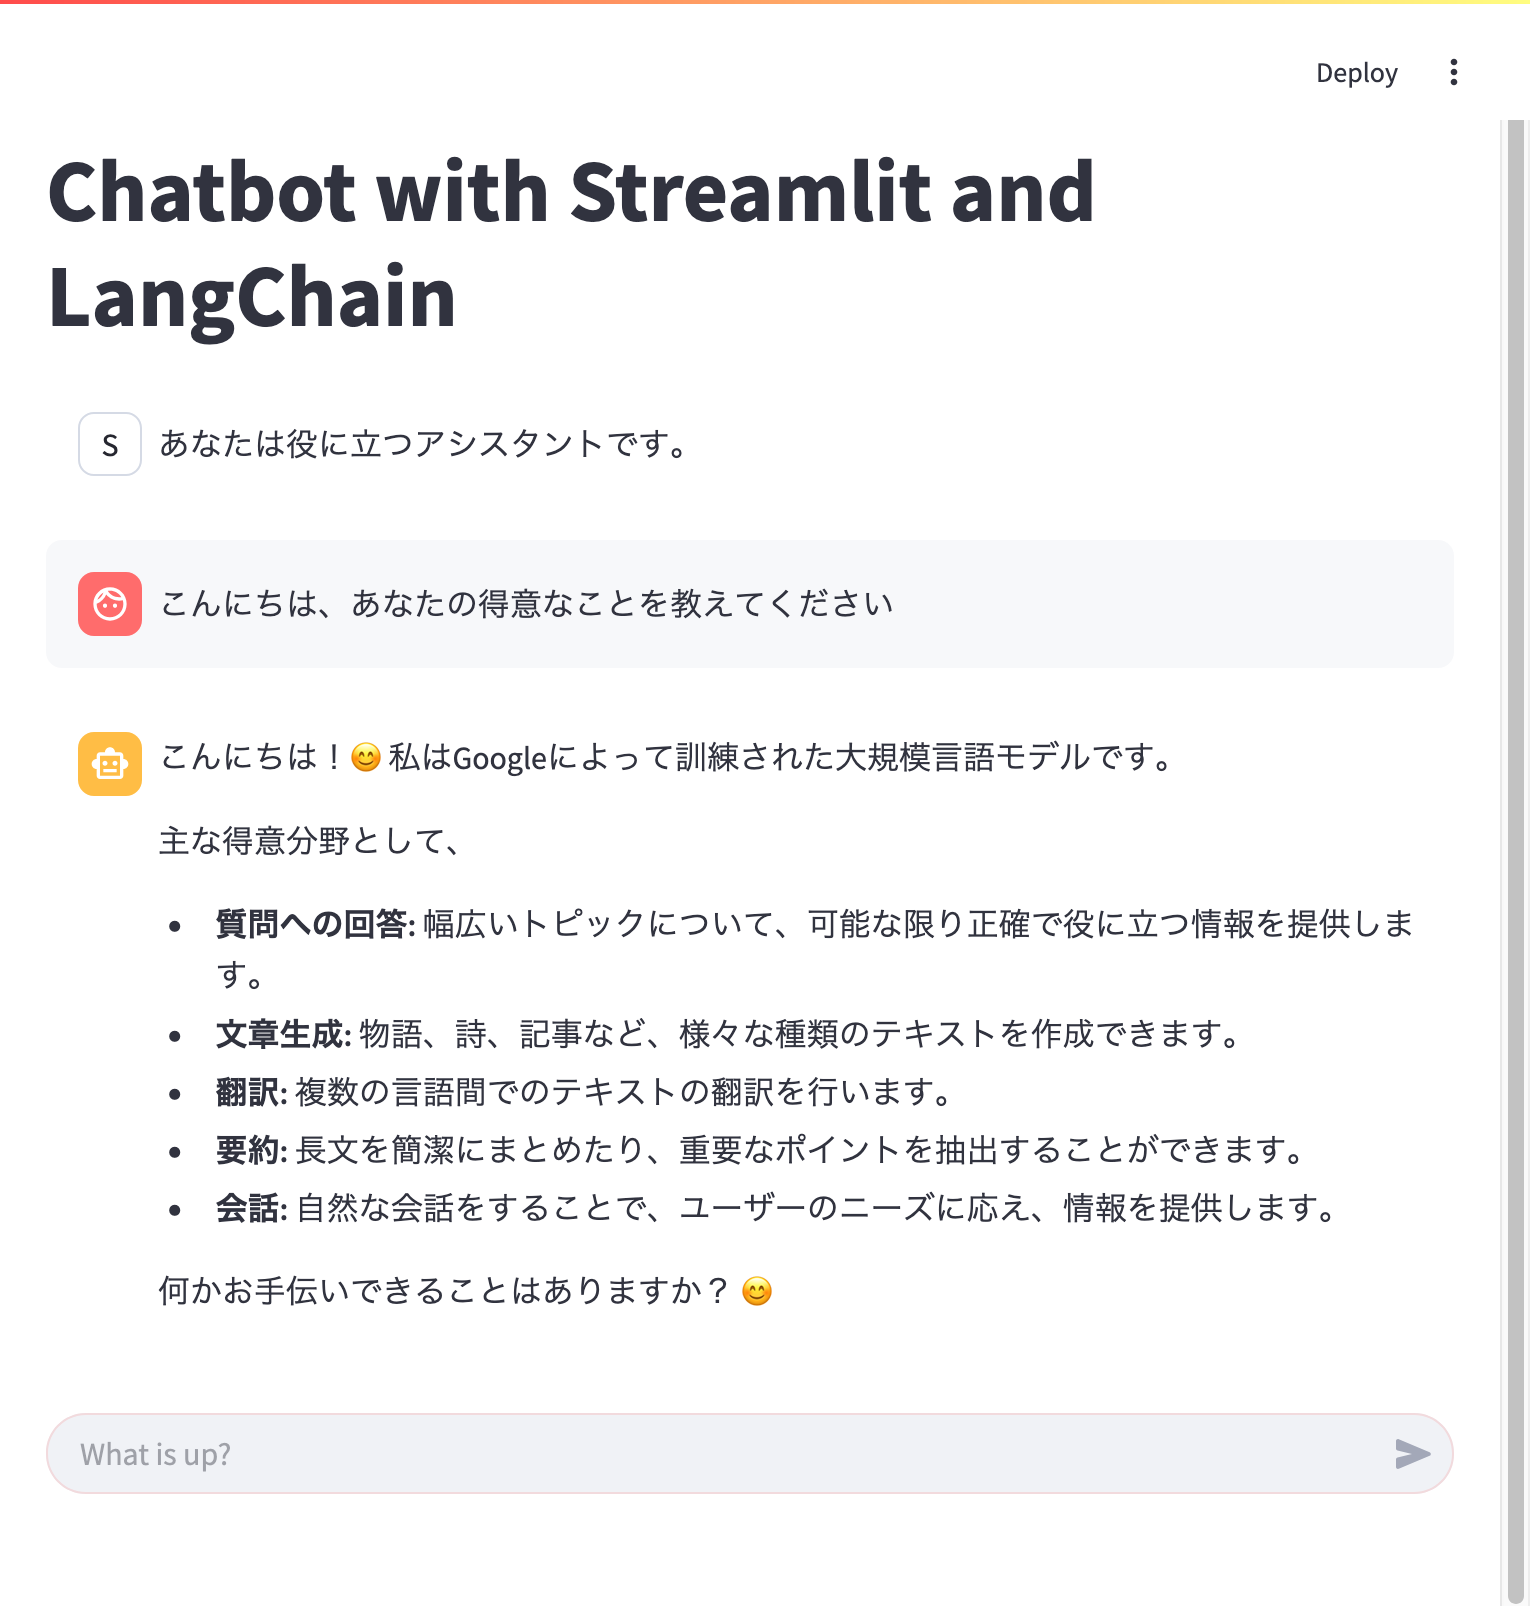 Deploy
Chatbot with Streamlit and
LangChain
S
あなたは役に立つアシスタントです。
こんにちは、あなたの得意なことを教えてください
こんにちは！😊 私はGoogleによって訓練された大規模言語モデルです。
主な得意分野として、
• 質問への回答: 幅広いトピックについて、可能な限り正確で役に立つ情報を提供しま
す。
• 文章生成: 物語、詩、記事など、様々な種類のテキストを作成できます。
• 翻訳: 複数の言語間でのテキストの翻訳を行います。
• 要約: 長文を簡潔にまとめたり、重要なポイントを抽出することができます。
• 会話: 自然な会話をすることで、ユーザーのニーズに応え、情報を提供します。
何かお手伝いできることはありますか？ 😊
What is up?